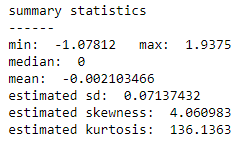 summary statistics
------
min:  -1.07812   max:  1.9375
median:  0
mean:  -0.002103466
estimated sd:  0.07137432
estimated skewness:  4.060983
estimated kurtosis:  136.1363